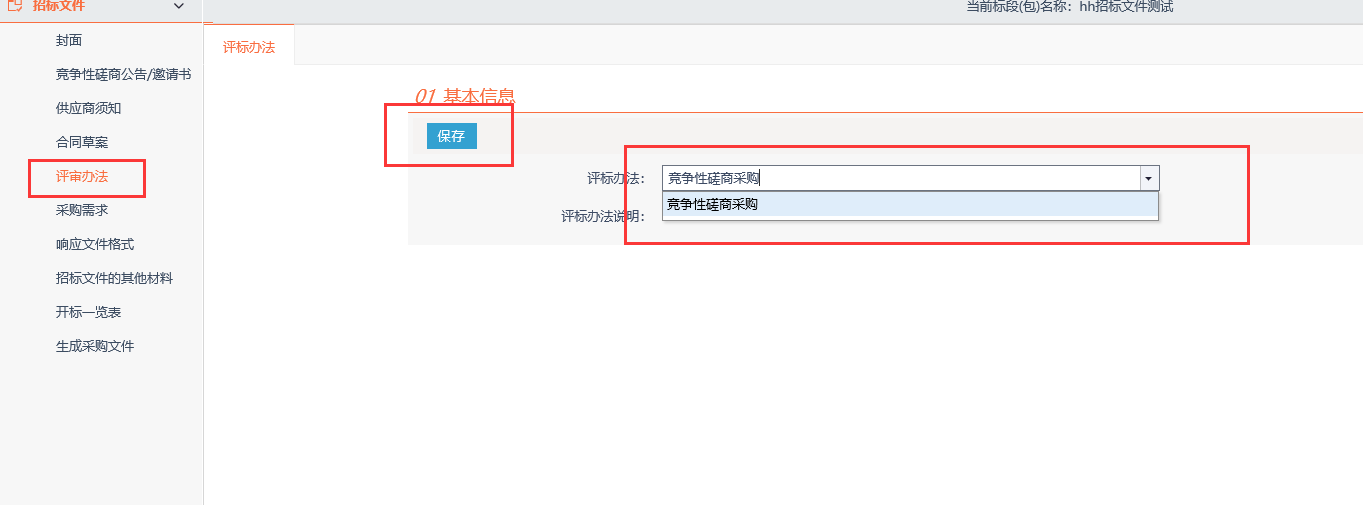 招标文件
当前标段(包)名称：hh招标文件测试
封面
竞争性磋商公告/邀请书
供应商须知
合同草案
评审办法
采购需求
响应文件格式
招标文件的其他材料
开标一览表
生成采购文件
评标办法
01 基本信息
保存
评标办法：
竞争性磋商采购
竞争性磋商采购
评标办法说明：